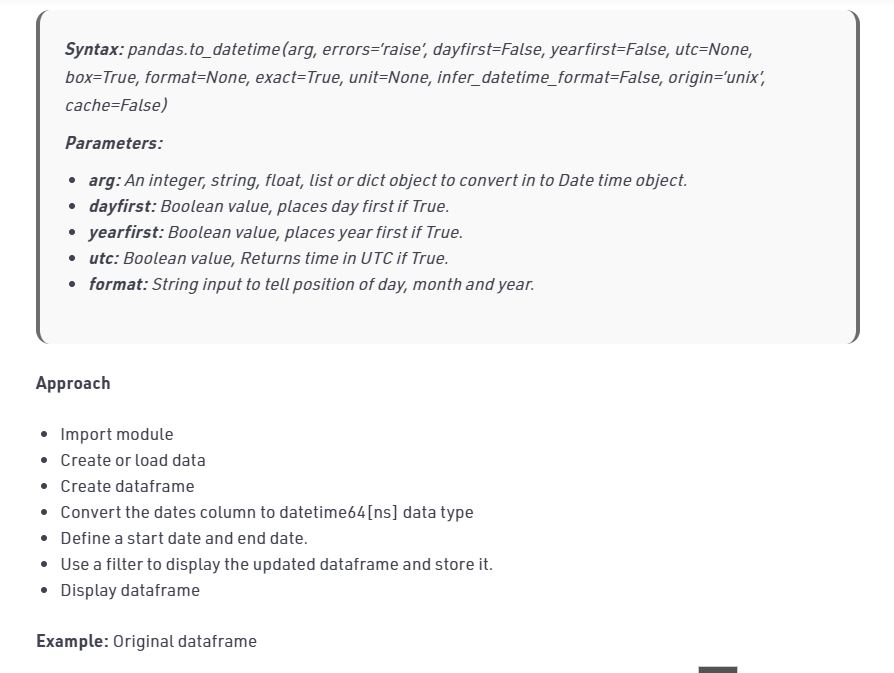 Syntax: pandas.to_datetime(arg, errors=’raise’, dayfirst=False, yearfirst=False, utc=None,
box=True, format=None, exact=True, unit=None, infer_datetime_format=False, origin=’unix’,
cache=False)
Parameters:
• arg: An integer, string, float, list or dict object to convert in to Date time object.
• dayfirst: Boolean value, places day first if True.
• yearfirst: Boolean value, places year first if True.
• utc: Boolean value, Returns time in UTC if True.
• format: String input to tell position of day, month and year.
Approach
• Import module
• Create or load data
• Create dataframe
• Convert the dates column to datetime64[ns] data type
• Define a start date and end date.
• Use a filter to display the updated dataframe and store it.
• Display dataframe
Example: Original dataframe